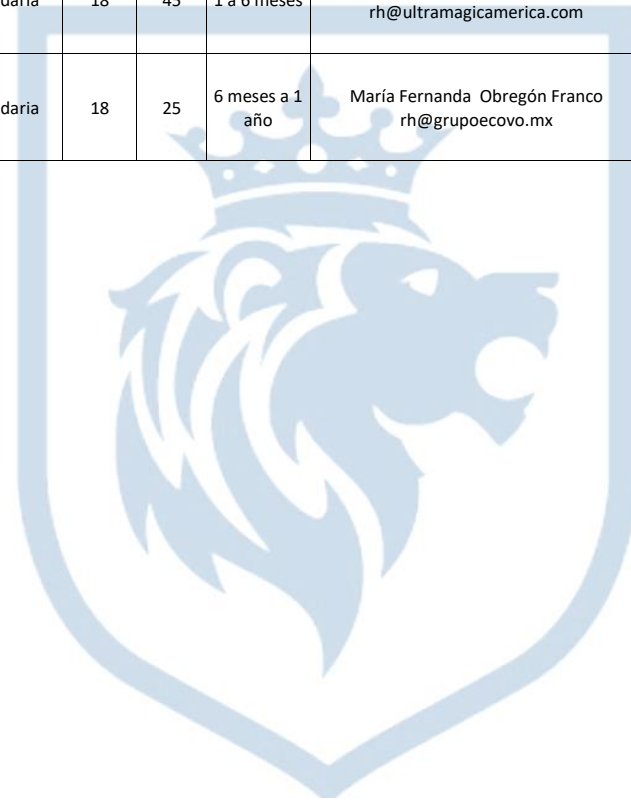 daria 18 45 1 a 6 meses
rh@ultramagicamerica.com
daria 18 25 6 meses a 1 año María Fernanda Obregón Franco
rh@grupoecovo.mx